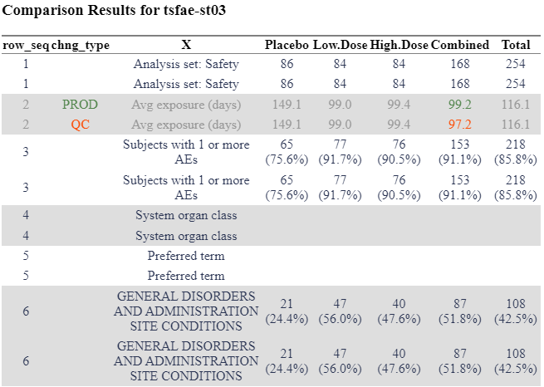 Comparison Results for tsfae-st03
row_seq chng_type X Placebo Low.Dose High.Dose Combined Total
1 Analysis set: Safety 86 84 84 168 254
1 Analysis set: Safety 86 84 84 168 254
2 PROD Avg exposure (days) 149.1 99.0 99.4 99.2 116.1
2 QC Avg exposure (days) 149.1 99.0 99.4 97.2 116.1
3 Subjects with 1 or more AEs 65 (75.6%) 77 (91.7%) 76 (90.5%) 153 (91.1%) 218 (85.8%)
3 Subjects with 1 or more AEs 65 (75.6%) 77 (91.7%) 76 (90.5%) 153 (91.1%) 218 (85.8%)
4 System organ class
4 System organ class
5 Preferred term
5 Preferred term
6 GENERAL DISORDERS AND ADMINISTRATION SITE CONDITIONS 21 (24.4%) 47 (56.0%) 40 (47.6%) 87 (51.8%) 108 (42.5%)
6 GENERAL DISORDERS AND ADMINISTRATION SITE CONDITIONS 21 (24.4%) 47 (56.0%) 40 (47.6%) 87 (51.8%) 108 (42.5%)